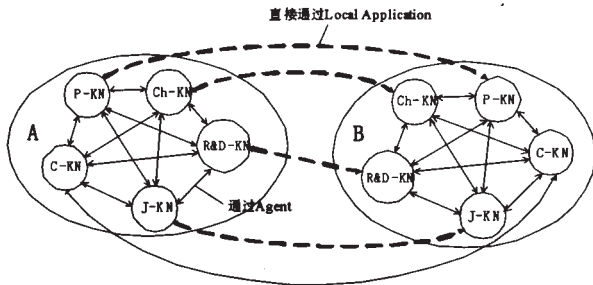 直接通过Local Application
P-KN
Ch-KN
A
R&D-KN
C-KN
J-KN
通过Agent
Ch-KN
P-KN
B
C-KN
R&D-KN
J-KN